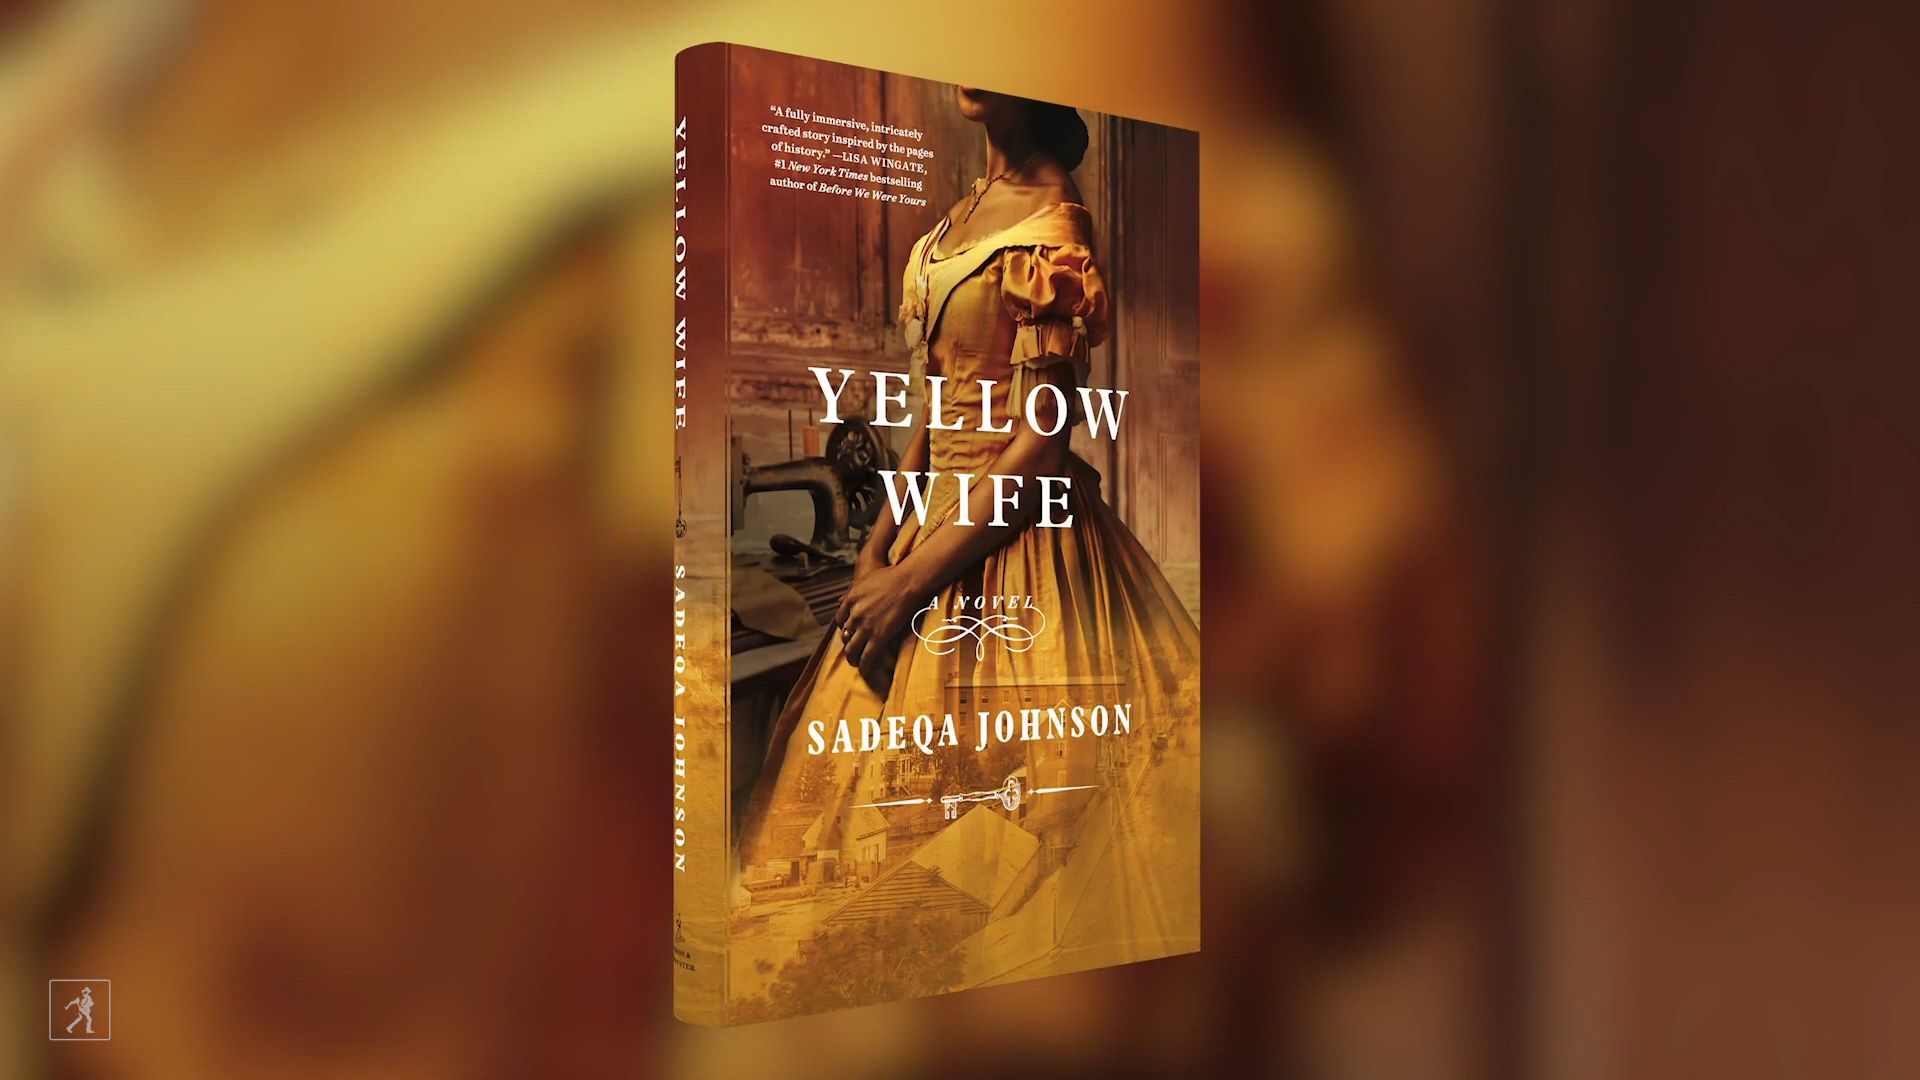 “A fully immersive, intricately
crafted story inspired by the pages
of history.” —LISA WINGATE,
#1 New York Times bestselling
author of Before We Were Yours
YELLOW
WIFE
A NOVEL
SADEQA JOHNSON
YELLOW WIFE
SADEQA JOHNSON